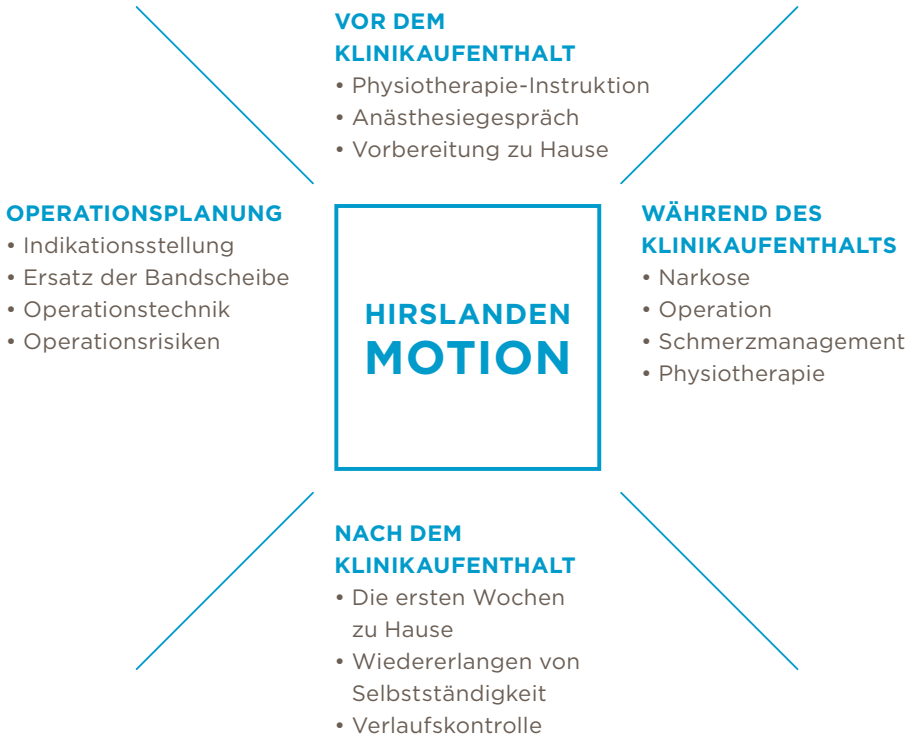 VOR DEM
KLINIKAUFENTHALT
• Physiotherapie-Instruktion
• Anästhesiegespräch
• Vorbereitung zu Hause
OPERATIONSPLANUNG
• Indikationsstellung
• Ersatz der Bandscheibe
• Operationstechnik
• Operationsrisiken
HIRSLANDEN
MOTION
WÄHREND DES
KLINIKAUFENTHALTS
• Narkose
• Operation
• Schmerzmanagement
• Physiotherapie
NACH DEM
KLINIKAUFENTHALT
• Die ersten Wochen
zu Hause
• Wiedererlangen von
Selbstständigkeit
• Verlaufskontrolle